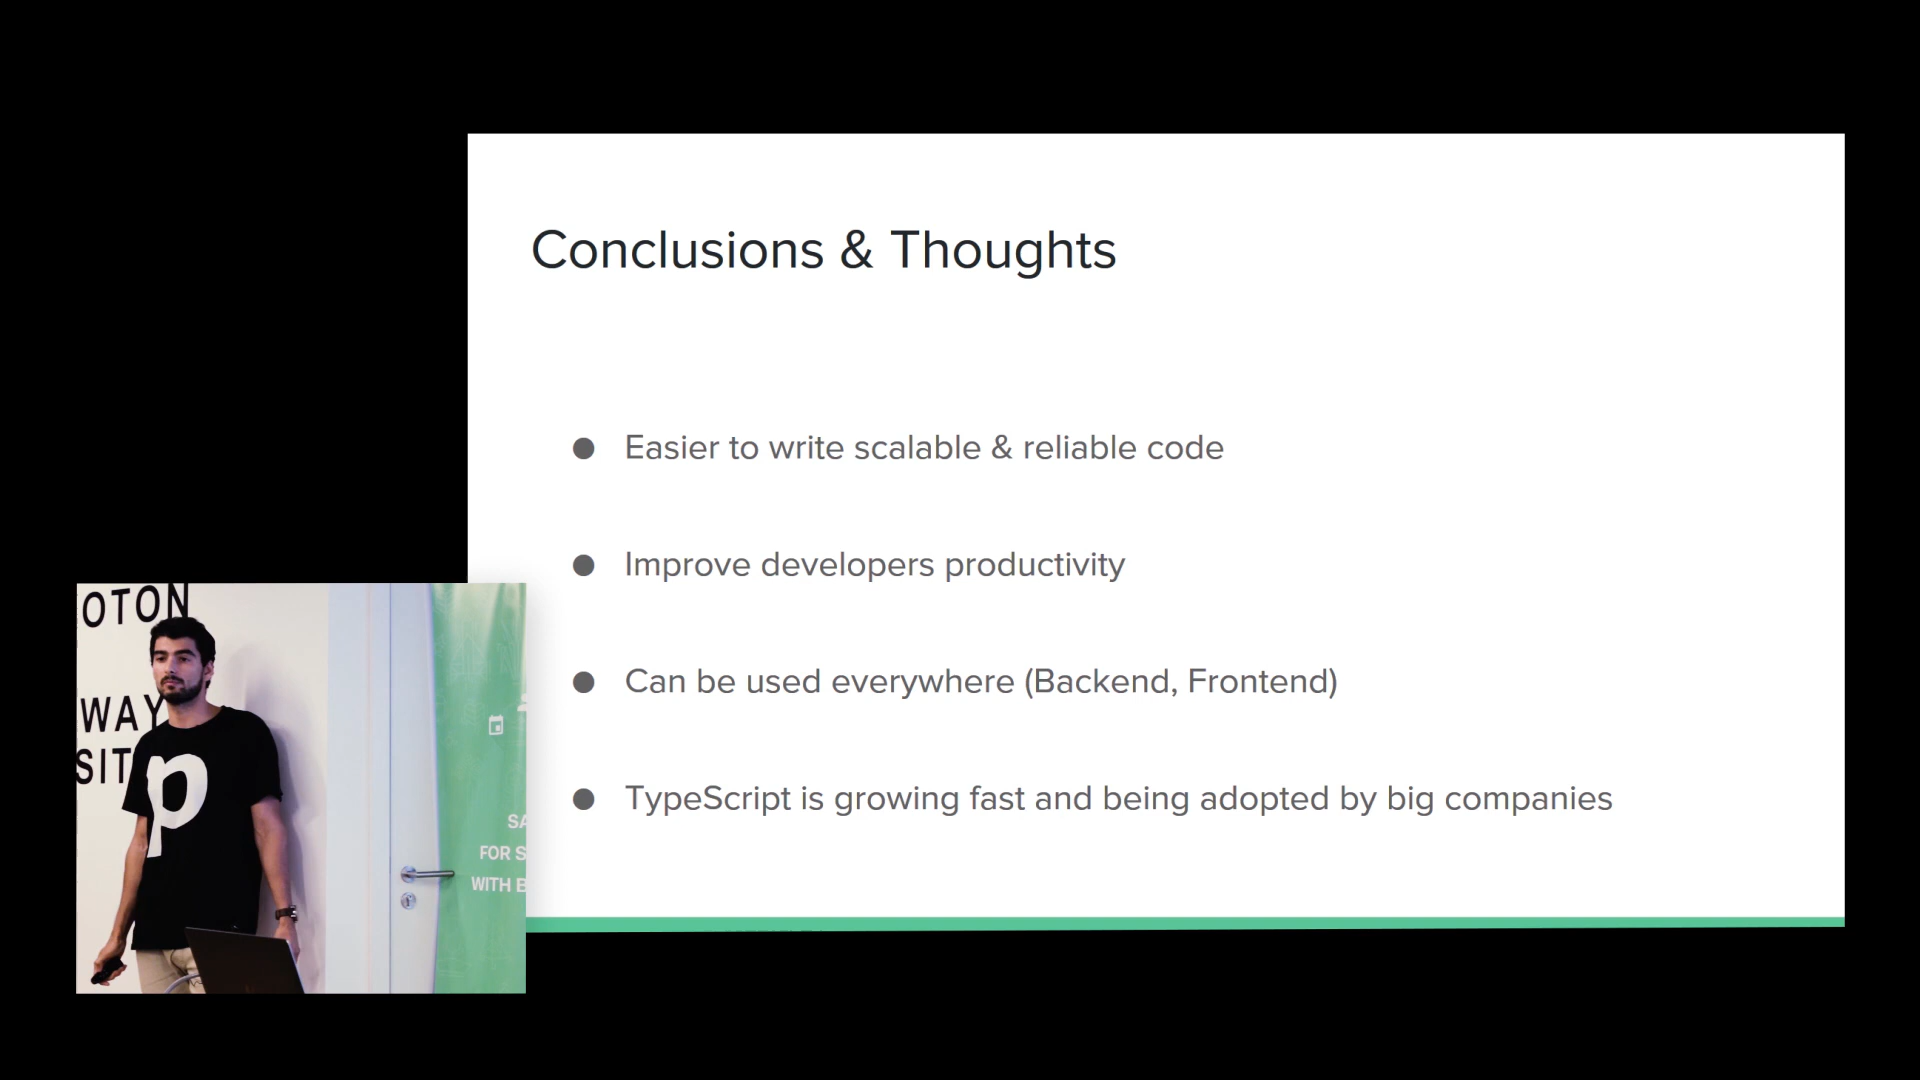 Conclusions & Thoughts
● Easier to write scalable & reliable code
● Improve developers productivity
● Can be used everywhere (Backend, Frontend)
● TypeScript is growing fast and being adopted by big companies
OTON
WAY
SIT
p
SA
FOR S
WITH B